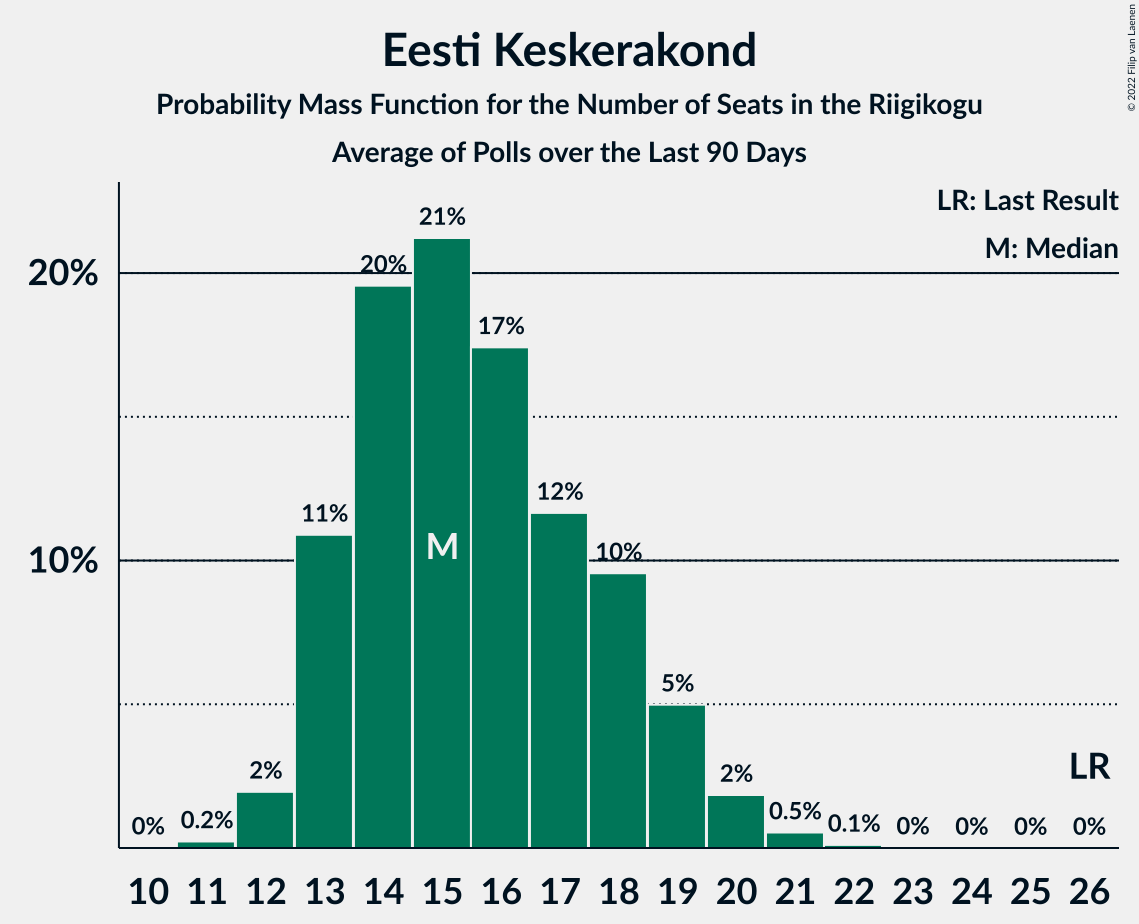 Eesti Keskerakond
Probability Mass Function for the Number of Seats in the Riigikogu
Average of Polls over the Last 90 Days
© 2022 Filip van Laenen
LR: Last Result
M: Median
20%
10%
0%
0.2%
2%
11%
20%
21%
17%
12%
10%
5%
2%
0.5%
0.1%
0%
0%
0%
0%
M
LR
10 11 12 13 14 15 16 17 18 19 20 21 22 23 24 25 26